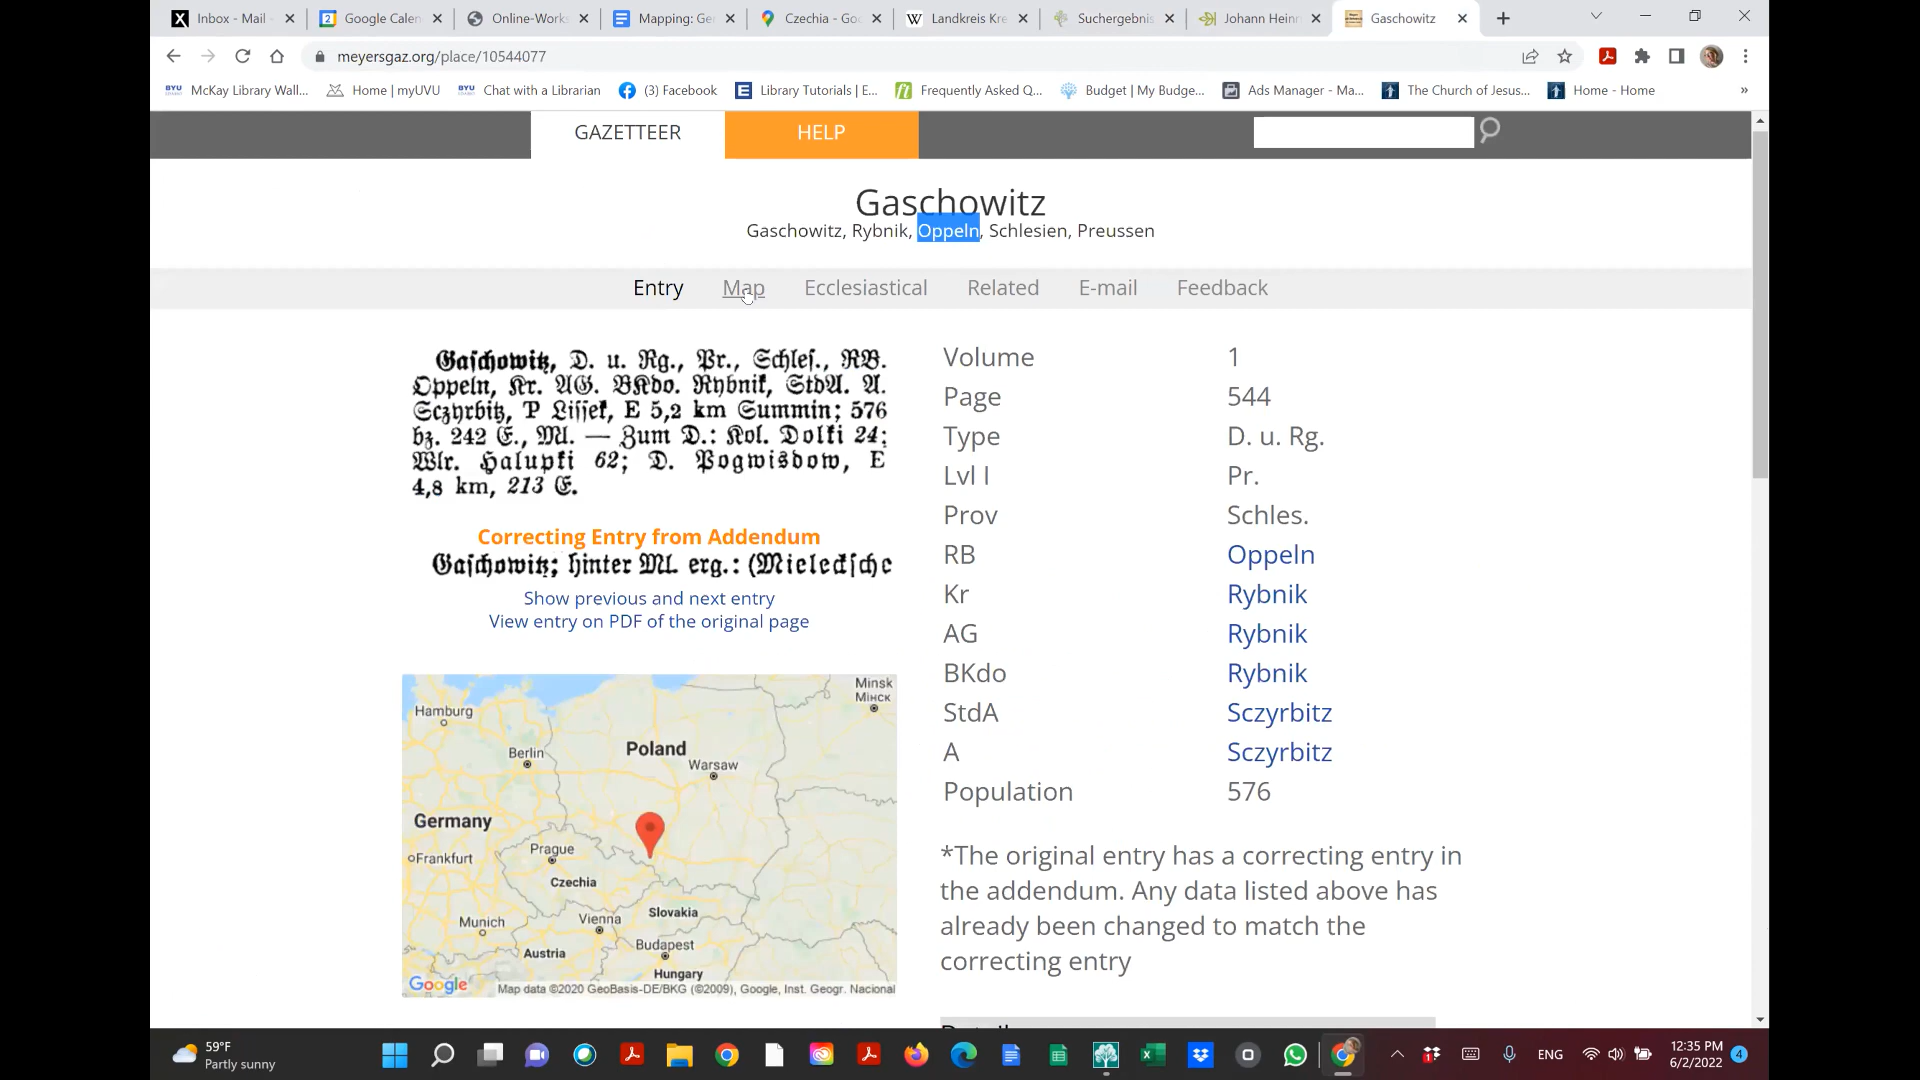 Inbox - Mail -
Google Calen
Online-Work
Mapping: Ge
Czechia - Go
Landkreis Kre
Suchergebnis
Johann Heinr
Gaschowitz
meyersgaz.org/place/10544077
McKay Library Wall...
Home | myUVU
Chat with a Librarian
(3) Facebook
Library Tutorials | E...
Frequently Asked Q...
Budget | My Budge...
Ads Manager - Ma...
The Church of Jesus...
Home - Home
»
GAZETTEER
HELP
Gaschowitz
Gaschowitz, Rybnik, Oppeln, Schlesien, Preussen
Entry Map Ecclesiastical Related E-mail Feedback
Gaschowitz, D. u. Rg., Pr., Schles., RB.
Oppeln, Kr. AG. BKdo. Rybnik, StdA. A.
Sczyrbitz, P Lissek, E 5,2 km Summin; 576
bz. 242 E., Ml. — Zum D.: Kol. Dolki 24;
Wlr. Halupki 62; D. Pogwisdow, E
4,8 km, 213 E.
Correcting Entry from Addendum
Gaschowitz; hinter Ml. erg.: (Mielecksche
Show previous and next entry
View entry on PDF of the original page
Volume 1
Page 544
Type D. u. Rg.
Lvl I Pr.
Prov Schles.
RB Oppeln
Kr Rybnik
AG Rybnik
BKdo Rybnik
StdA Sczyrbitz
A Sczyrbitz
Population 576
*The original entry has a correcting entry in
the addendum. Any data listed above has
already been changed to match the
correcting entry
Minsk
Мінск
Hamburg
Berlin
Poland
Warsaw
Germany
Prague
Frankfurt
Czechia
Munich
Vienna
Slovakia
Austria
Budapest
Hungary
Google
Map data ©2020 GeoBasis-DE/BKG (©2009), Google, Inst. Geogr. Nacional
59°F
Partly sunny
ENG
12:35 PM
6/2/2022
4